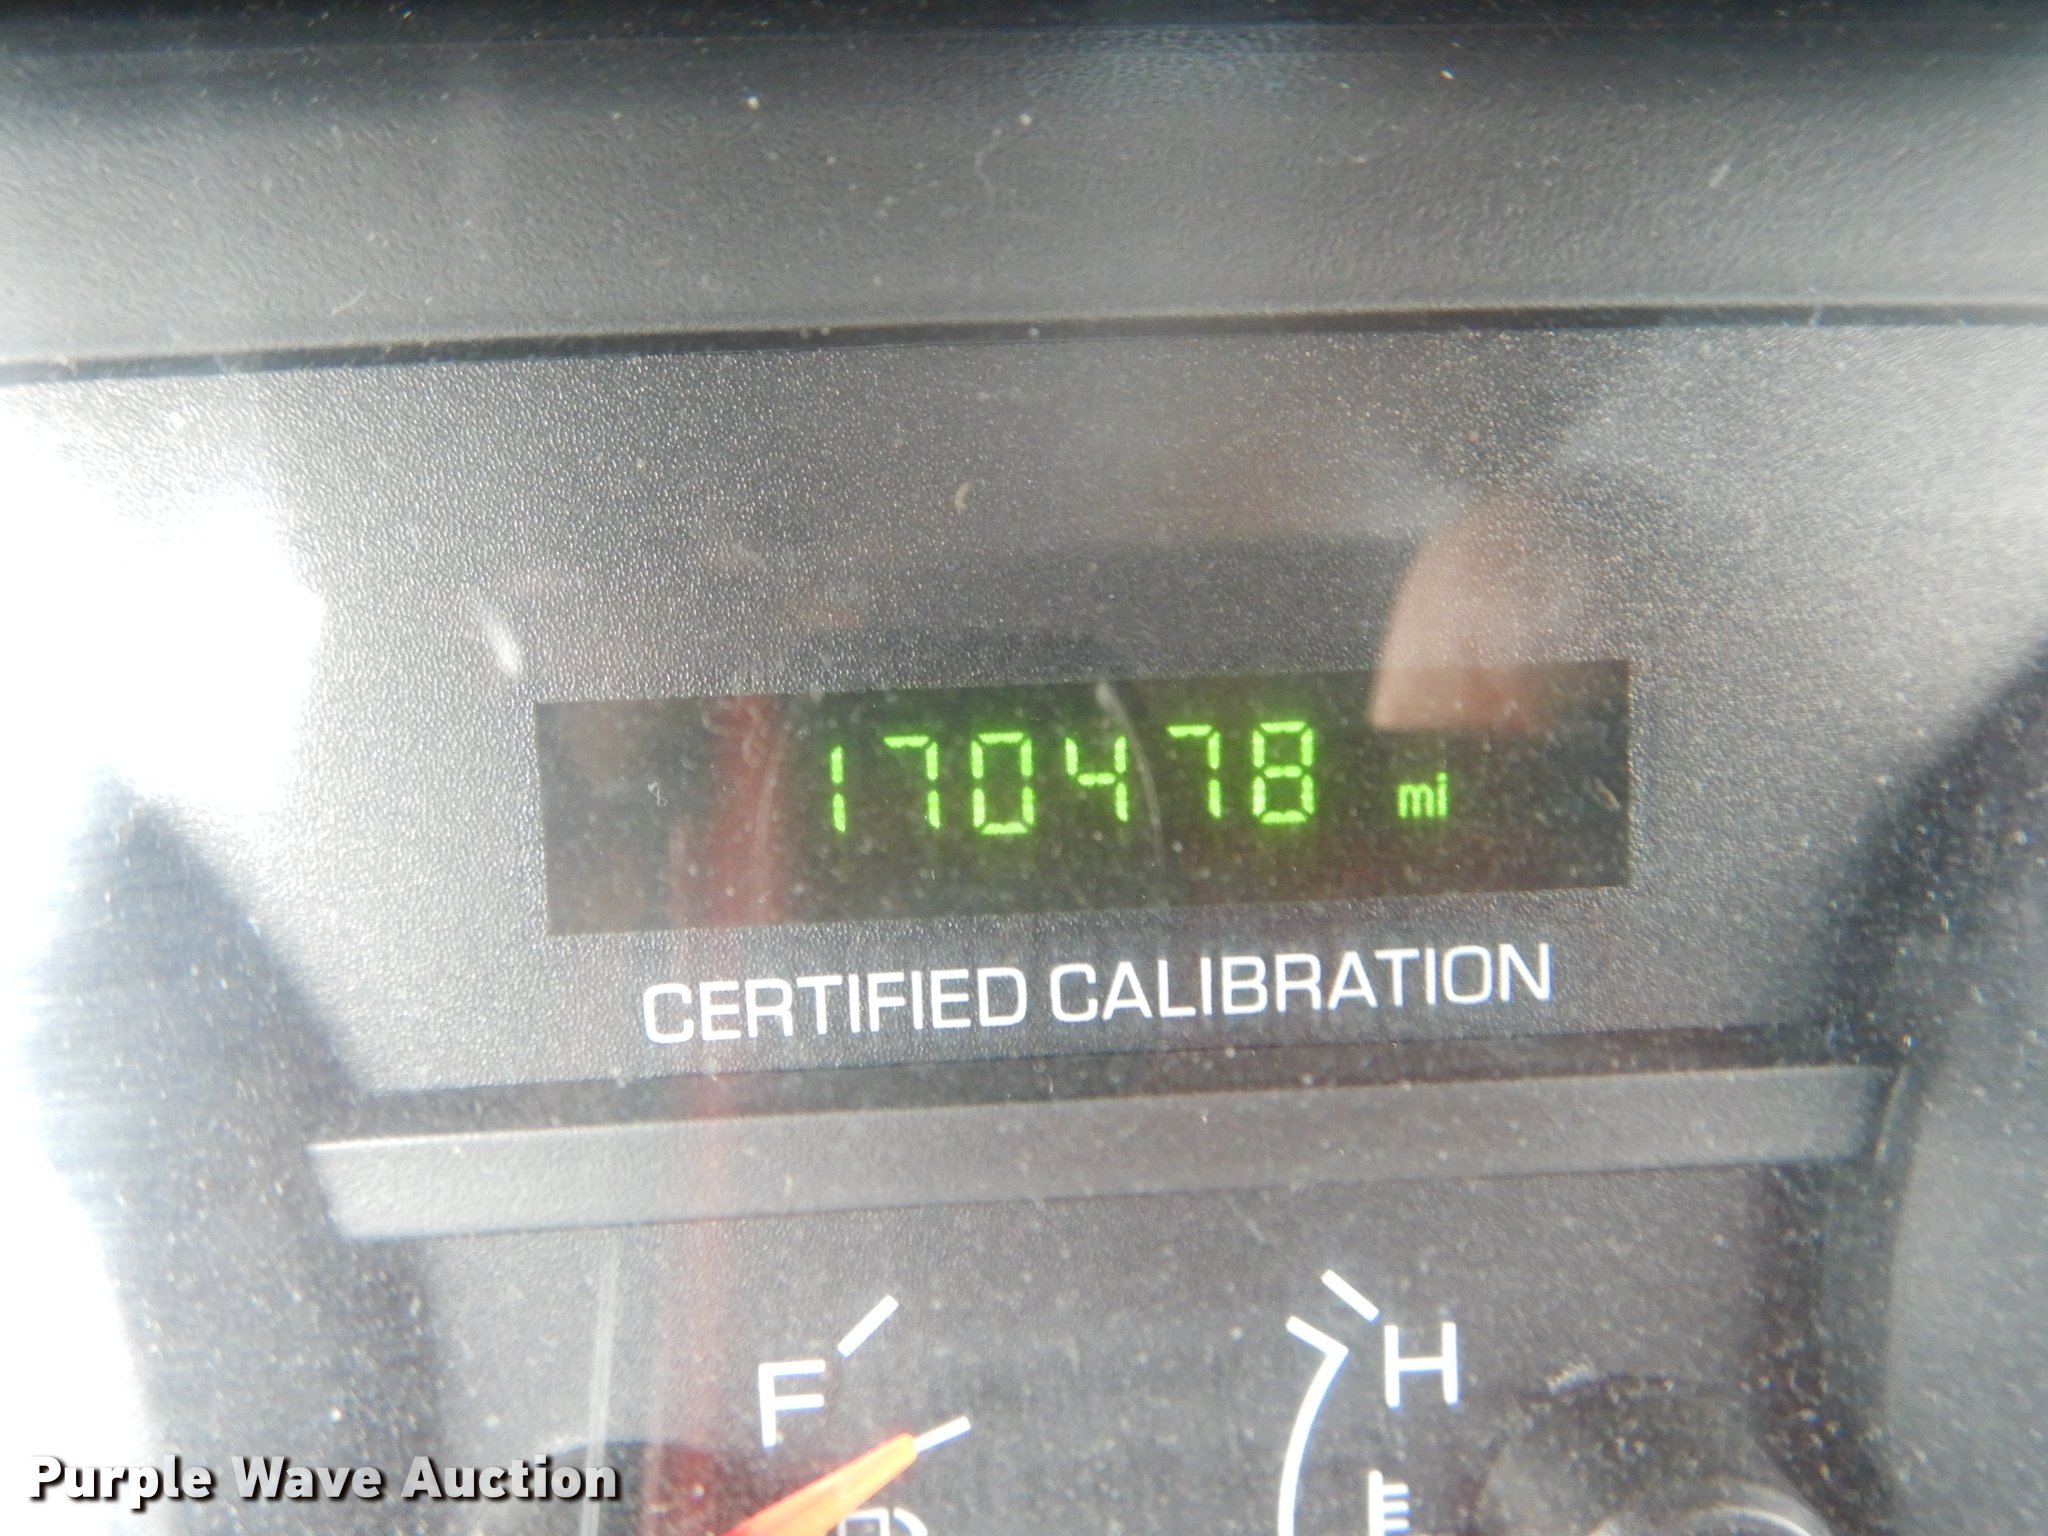 170478 mi
CERTIFIED CALIBRATION
F
H
Purple Wave Auction